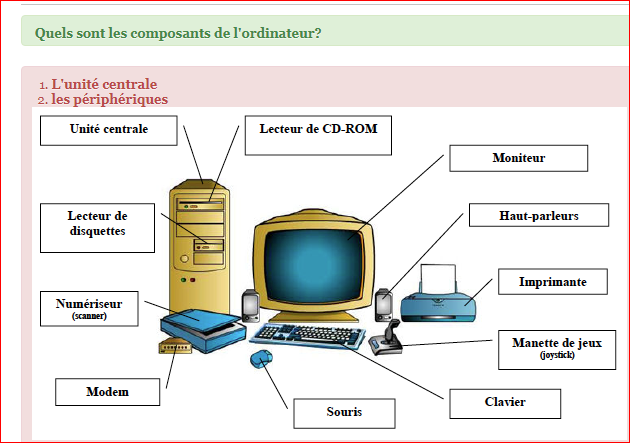 Quels sont les composants de l'ordinateur?
1. L'unité centrale
2. les périphériques
Unité centrale
Lecteur de CD-ROM
Moniteur
Lecteur de
disquettes
Haut-parleurs
Imprimante
Numériseur
(scanner)
Manette de jeux
(joystick)
Modem
Clavier
Souris